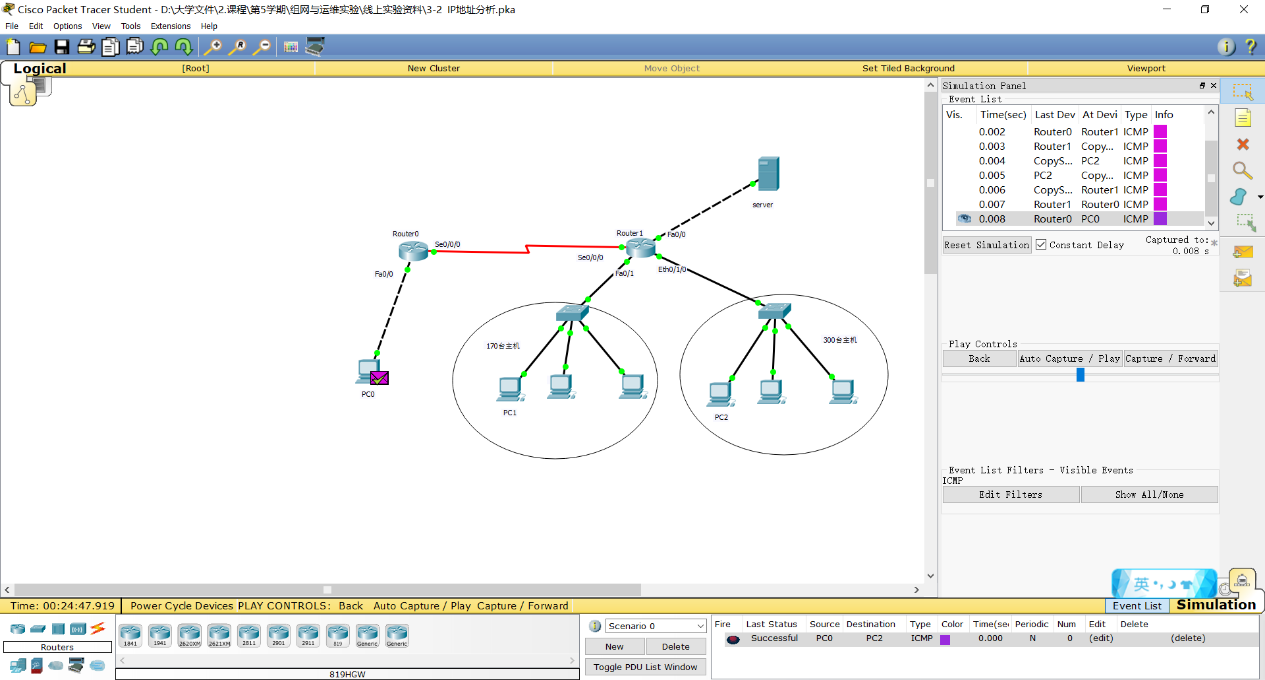 Cisco Packet Tracer Student - D:\大学文件\2.课程\第5学期\组网与运维实验\线上实验资料\3-2 IP地址分析.pka
File Edit Options View Tools Extensions Help
Logical [Root] New Cluster Move Object Set Tiled Background Viewport
Simulation Panel
Event List
Vis. Time(sec) Last Dev At Devi Type Info
0.002 Router0 Router1 ICMP
0.003 Router1 Copy... ICMP
0.004 CopyS... PC2 ICMP
0.005 PC2 Copy... ICMP
0.006 CopyS... Router1 ICMP
0.007 Router1 Router0 ICMP
0.008 Router0 PC0 ICMP
Reset Simulation Constant Delay Captured to: *
0.008 s
Play Controls
Back Auto Capture / Play Capture / Forward
Event List Filters - Visible Events
ICMP
Edit Filters Show All/None
server
Router0
Se0/0/0
Fa0/0
PC0
Router1
Fa0/0
Se0/0/0
Fa0/1
Eth0/1/0
170台主机
PC1
300台主机
PC2
英
Time: 00:24:47.919 Power Cycle Devices PLAY CONTROLS: Back Auto Capture / Play Capture / Forward
Event List Simulation
Routers
1841 1941 2620XM 2621XM 2811 2901 2911 819 Generic Generic
819HGW
Scenario 0
New Delete
Toggle PDU List Window
Fire Last Status Source Destination Type Color Time(sec Periodic Num Edit Delete
Successful PC0 PC2 ICMP 0.000 N 0 (edit) (delete)